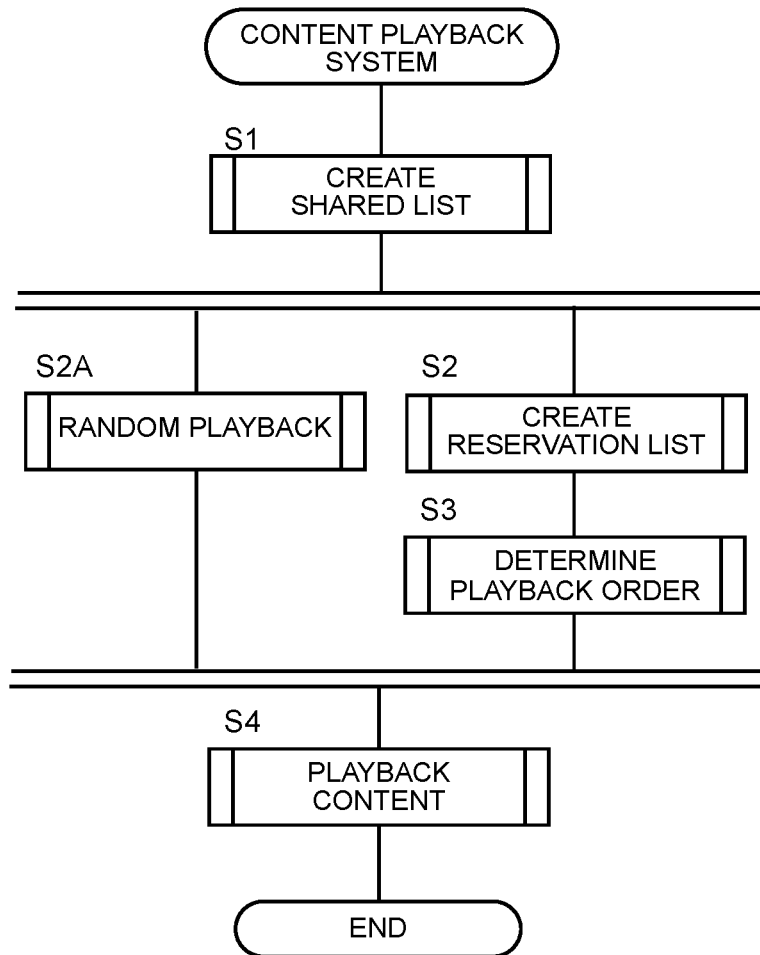 CONTENT PLAYBACK
SYSTEM
S1
CREATE
SHARED LIST
S2A
RANDOM PLAYBACK
S2
CREATE
RESERVATION LIST
S3
DETERMINE
PLAYBACK ORDER
S4
PLAYBACK
CONTENT
END